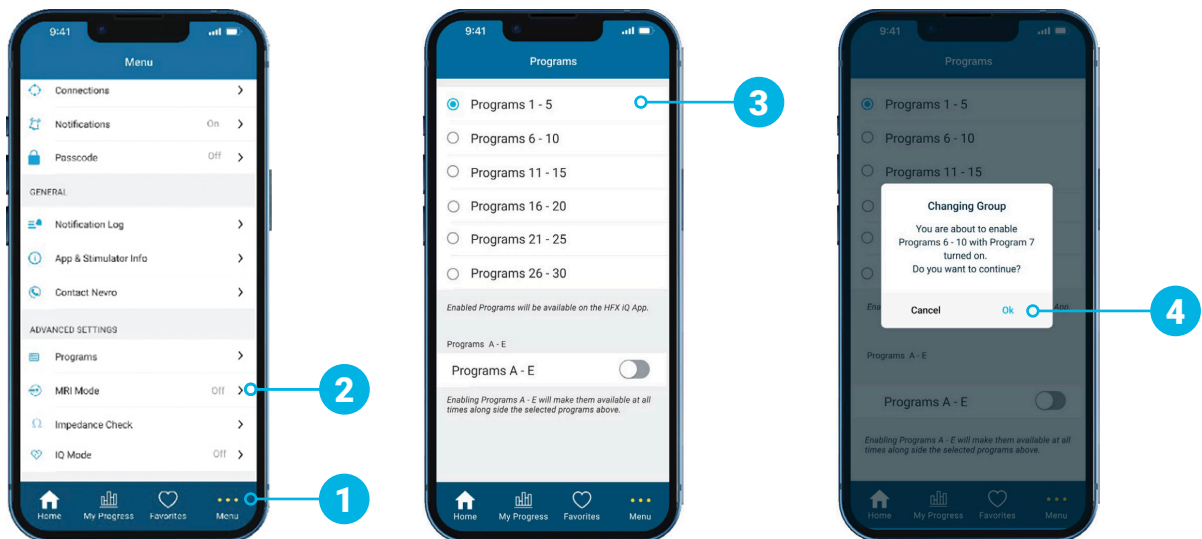 9:41
Menu
Connections
Notifications On
Passcode Off
GENERAL
Notification Log
App & Stimulator Info
Contact Nevro
ADVANCED SETTINGS
Programs
MRI Mode Off
2
Impedance Check
IQ Mode Off
1
Home My Progress Favorites Menu
9:41
Programs
Programs 1 - 5
3
Programs 6 - 10
Programs 11 - 15
Programs 16 - 20
Programs 21 - 25
Programs 26 - 30
Enabled Programs will be available on the HFX iQ App.
Programs A - E
Programs A - E
Enabling Programs A - E will make them available at all
times along side the selected programs above.
Home My Progress Favorites Menu
9:41
Programs
Programs 1 - 5
Programs 6 - 10
Programs 11 - 15
Changing Group
You are about to enable
Programs 6 - 10 with Program 7
turned on.
Do you want to continue?
Cancel Ok
4
Ena App.
Programs A - E
Programs A - E
Enabling Programs A - E will make them available at all
times along side the selected programs above.
Home My Progress Favorites Menu